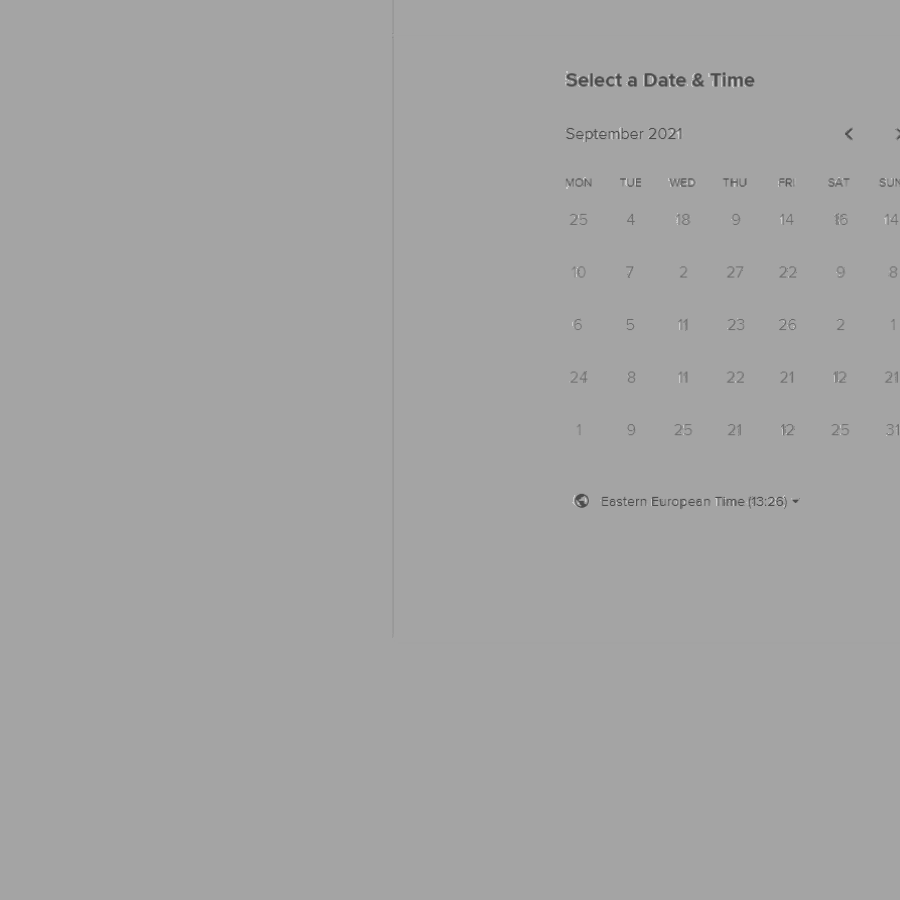 Select a Date & Time
September 2021
MON TUE WED THU FRI SAT SUN
25 4 18 9 14 16 14
10 7 2 27 22 9 8
6 5 11 23 26 2 1
24 8 11 22 21 12 21
1 9 25 21 12 25 31
Eastern European Time (13:26)